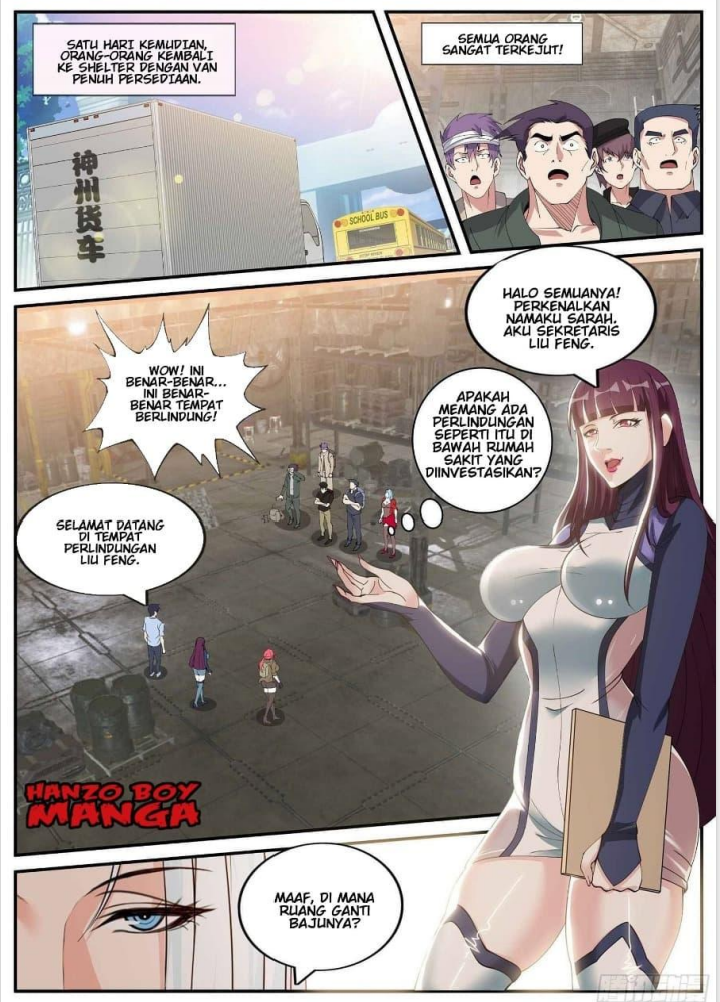 SATU HARI KEMUDIAN,
ORANG-ORANG KEMBALI
KE SHELTER DENGAN VAN
PENUH PERSEDIAAN.
SEMUA ORANG
SANGAT TERKEJUT!
神州货车
SCHOOL BUS
HALO SEMUANYA!
PERKENALKAN
NAMAKU SARAH.
AKU SEKRETARIS
LIU FENG.
WOW! INI
BENAR-BENAR...
INI BENAR-
BENAR TEMPAT
BERLINDUNG!
APAKAH
MEMANG ADA
PERLINDUNGAN
SEPERTI ITU DI
BAWAH RUMAH
SAKIT YANG
DIINVESTASIKAN?
SELAMAT DATANG
DI TEMPAT
PERLINDUNGAN
LIU FENG.
HANZO BOY
MANGA
MAAF, DI MANA
RUANG GANTI
BAJUNYA?